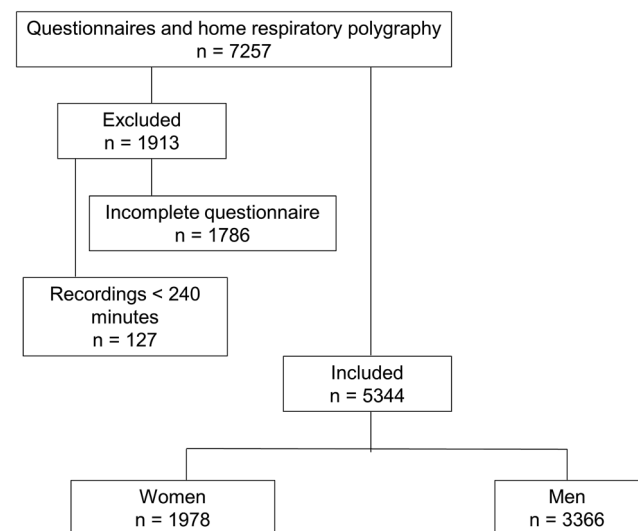 Questionnaires and home respiratory polygraphy
n = 7257
Excluded
n = 1913
Incomplete questionnaire
n = 1786
Recordings < 240
minutes
n = 127
Included
n = 5344
Women
n = 1978
Men
n = 3366